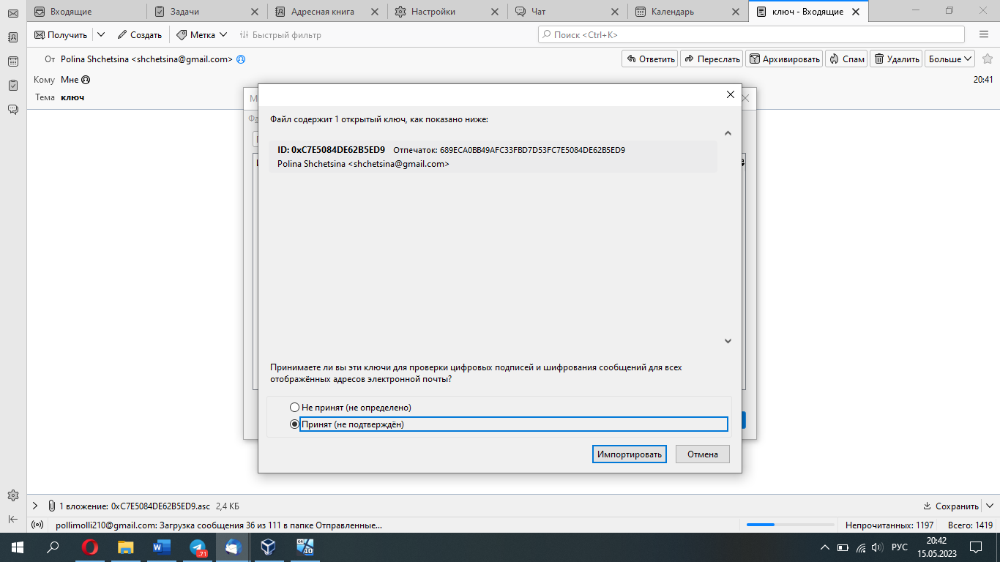 Входящие
Задачи
Адресная книга
Настройки
Чат
Календарь
ключ - Входящие
Получить
Создать
Метка
Быстрый фильтр
Поиск <Ctrl+K>
От Polina Shchetsina <shchetsina@gmail.com>
Ответить
Переслать
Архивировать
Спам
Удалить
Больше
Кому Мне
20:41
Тема ключ
Файл содержит 1 открытый ключ, как показано ниже:
ID: 0xC7E5084DE62B5ED9 Отпечаток: 689ECA0BB49AFC33FBD7D53FC7E5084DE62B5ED9
Polina Shchetsina <shchetsina@gmail.com>
Принимаете ли вы эти ключи для проверки цифровых подписей и шифрования сообщений для всех
отображённых адресов электронной почты?
Не принят (не определено)
Принят (не подтверждён)
Импортировать
Отмена
1 вложение: 0xC7E5084DE62B5ED9.asc 2,4 КБ
Сохранить
pollimolli210@gmail.com: Загрузка сообщения 36 из 111 в папке Отправленные...
Непрочитанных: 1197
Всего: 1419
.71
64
10
РУС
20:42
15.05.2023